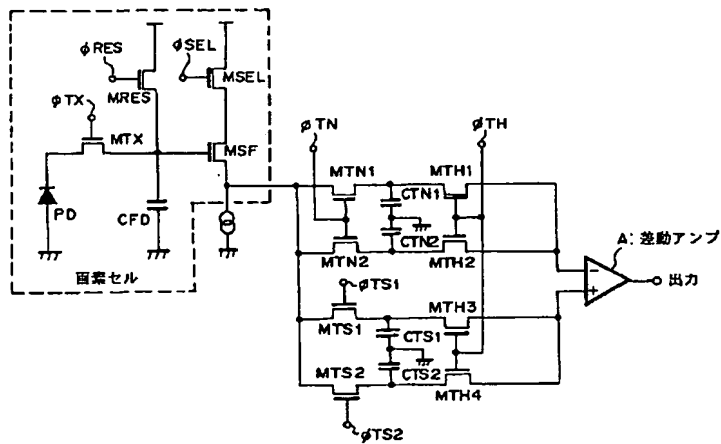 φRES
φSEL
MRES
MSEL
φTX
MTX
MSF
PD
CFD
画素セル
φTN
φTH
MTN1
MTH1
CTN1
CTN2
MTN2
MTH2
A:差動アンプ
−
+
出力
φTS1
MTS1
MTH3
CTS1
CTS2
MTS2
MTH4
φTS2